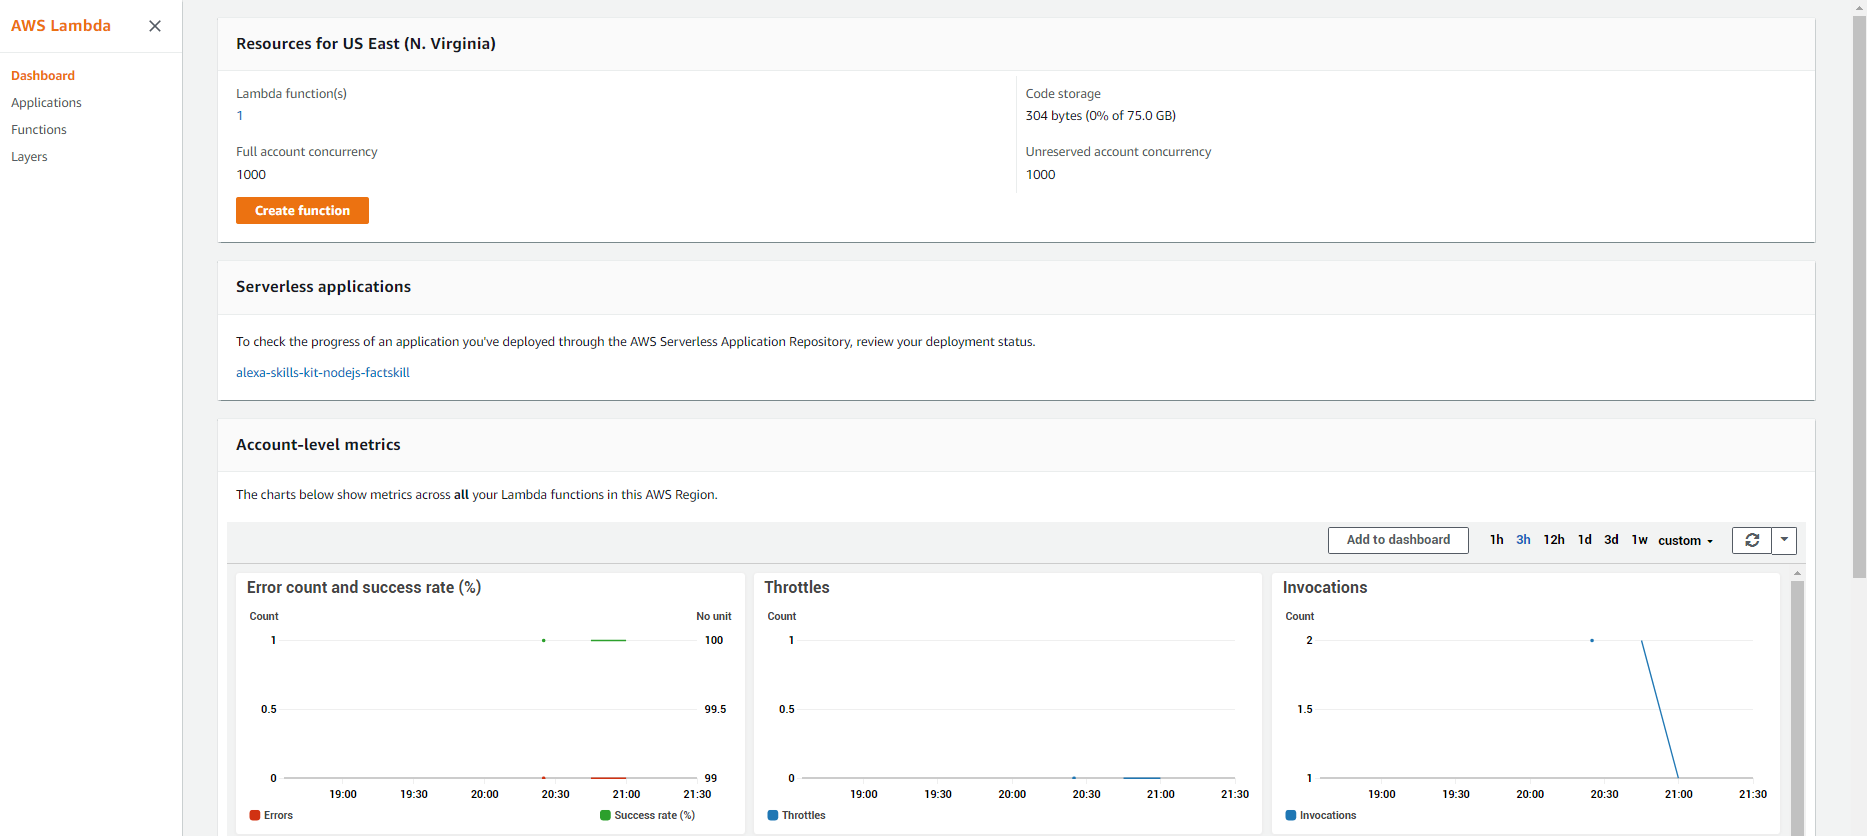 AWS Lambda
Dashboard
Applications
Functions
Layers
Resources for US East (N. Virginia)
Lambda function(s)
1
Code storage
304 bytes (0% of 75.0 GB)
Full account concurrency
1000
Unreserved account concurrency
1000
Create function
Serverless applications
To check the progress of an application you've deployed through the AWS Serverless Application Repository, review your deployment status.
alexa-skills-kit-nodejs-factskill
Account-level metrics
The charts below show metrics across all your Lambda functions in this AWS Region.
Add to dashboard 1h 3h 12h 1d 3d 1w custom
Error count and success rate (%)
Count No unit
1 100
0.5 99.5
0 99
19:00 19:30 20:00 20:30 21:00 21:30
Errors Success rate (%)
Throttles
Count
1
0.5
0
19:00 19:30 20:00 20:30 21:00 21:30
Throttles
Invocations
Count
2
1.5
1
19:00 19:30 20:00 20:30 21:00 21:30
Invocations